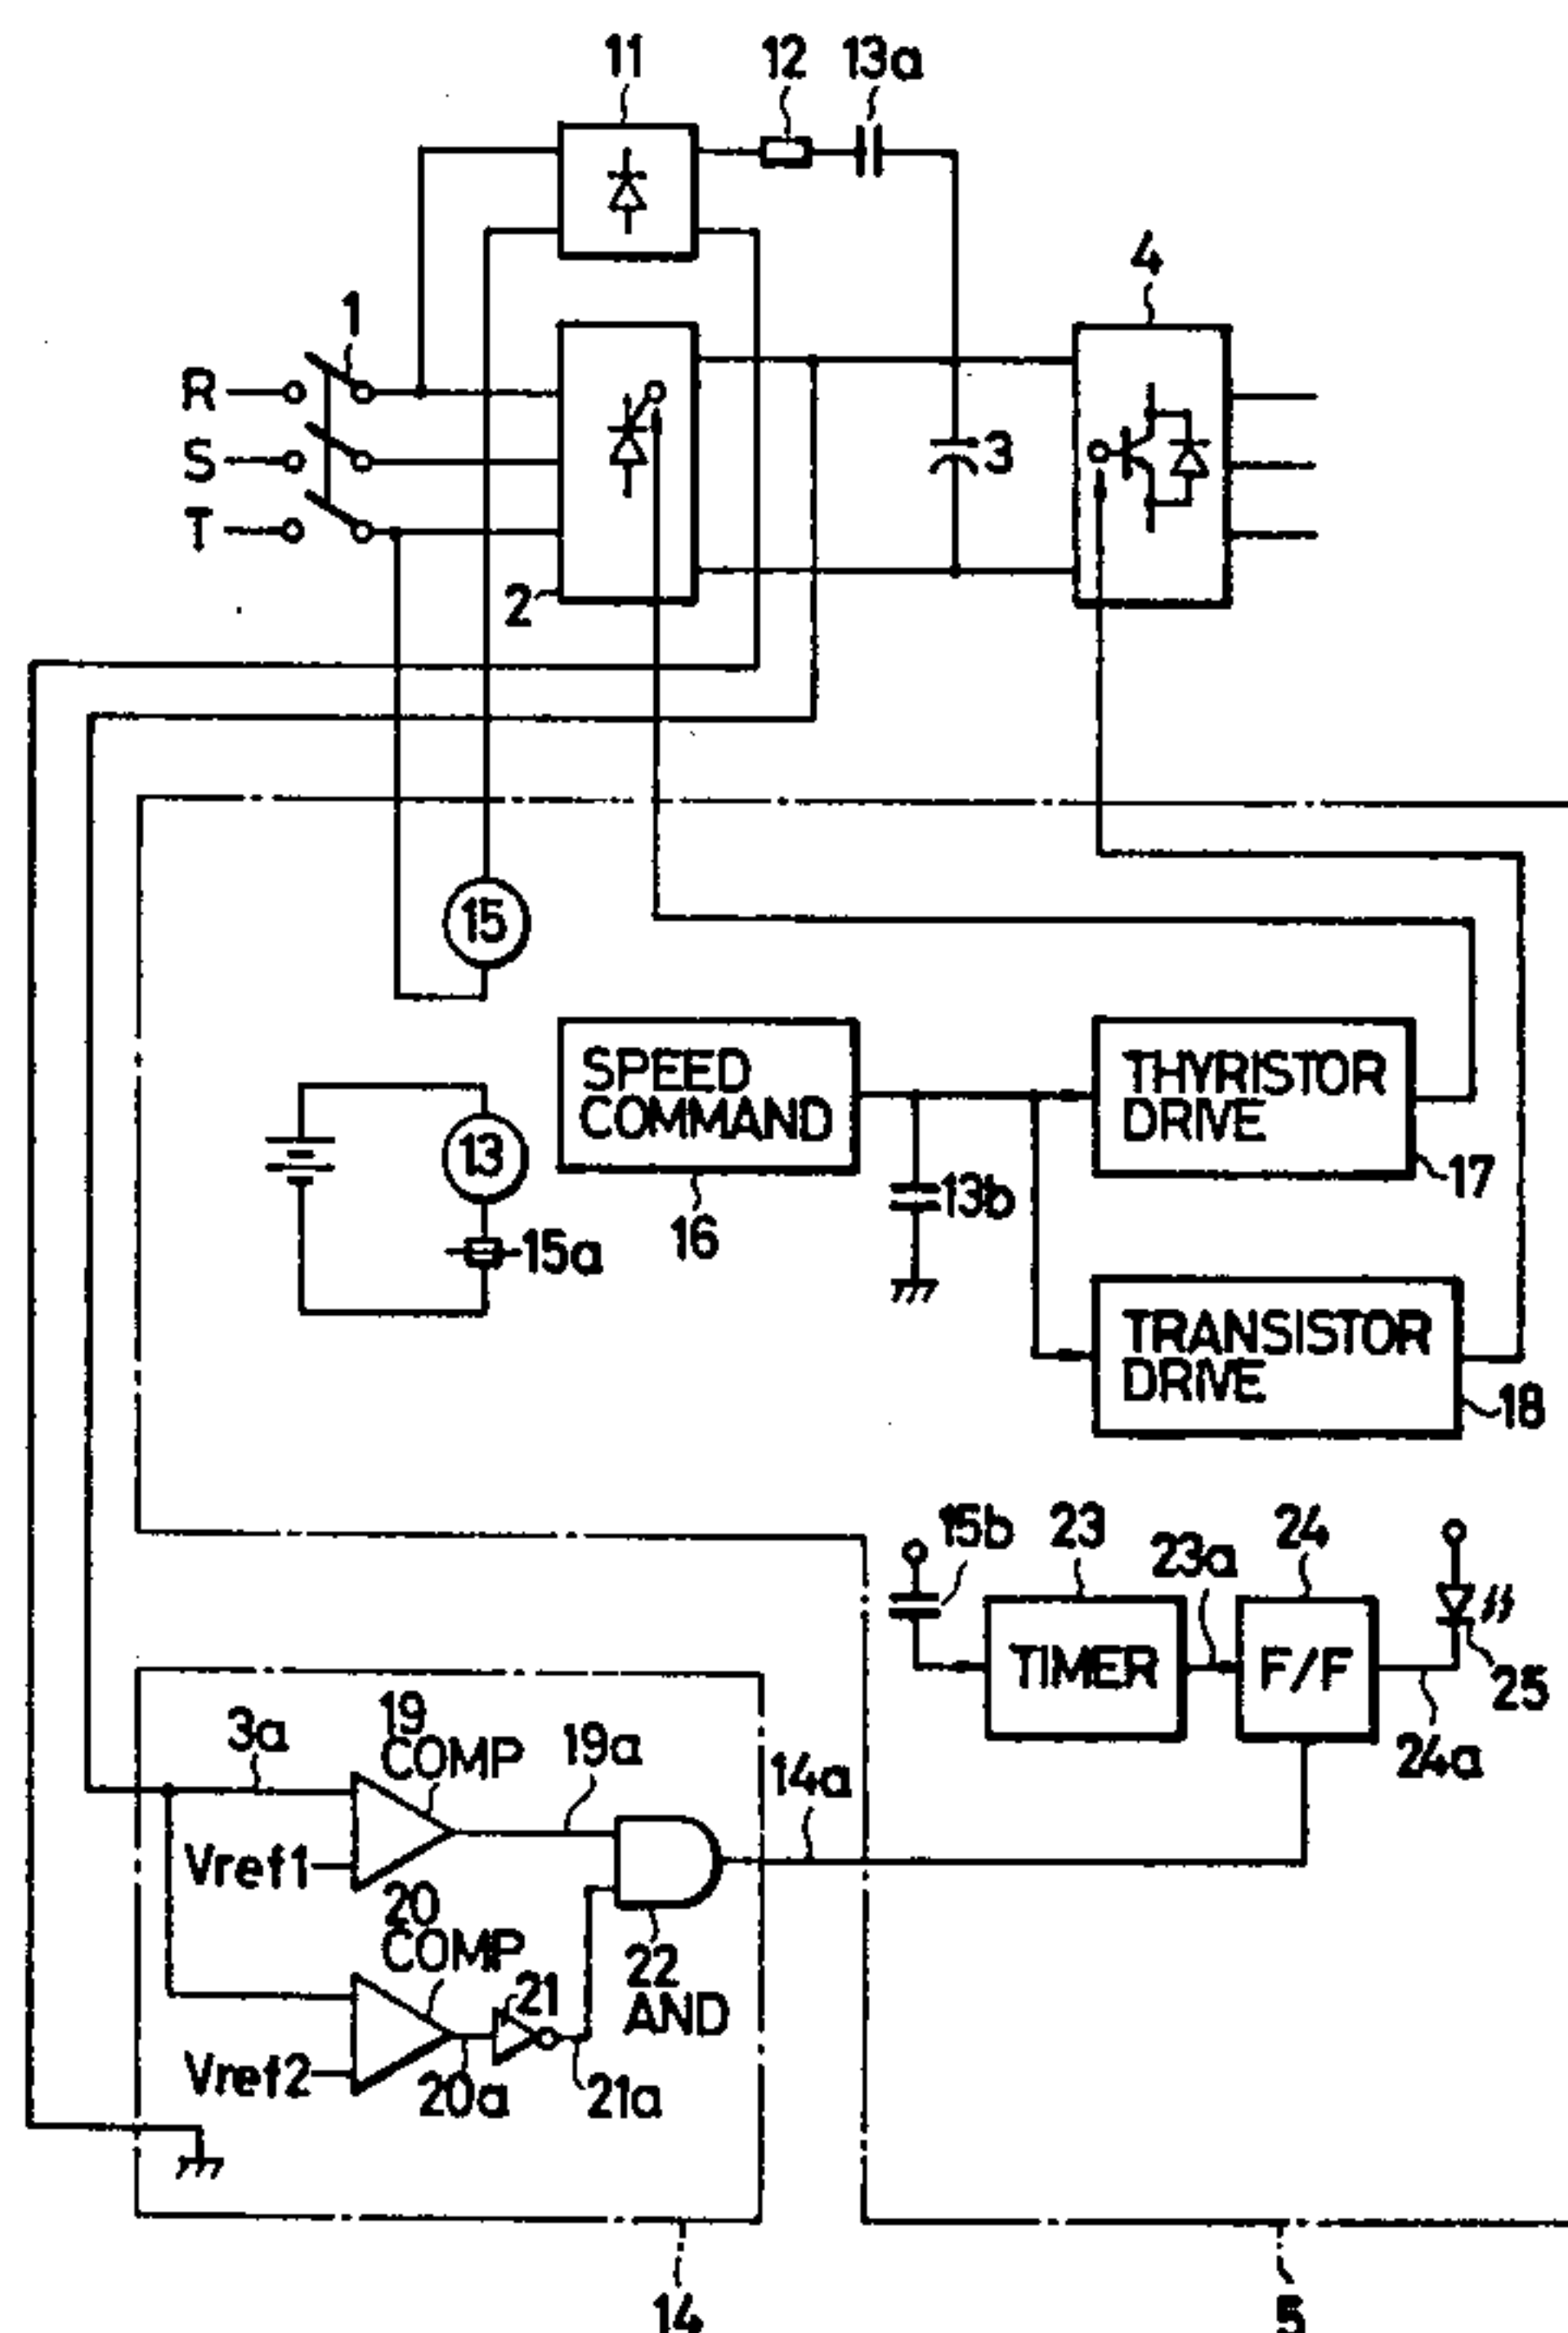 11
12
13a
4
1
R
S
T
3
2
15
SPEED
COMMAND
THYRISTOR
DRIVE
13
13b
17
16
15a
TRANSISTOR
DRIVE
18
15b
23
23a
24
TIMER
F/F
25
24a
3a
19
COMP
19a
14a
Vref1
20
COMP
22
AND
21
Vref2
20a
21a
14
5